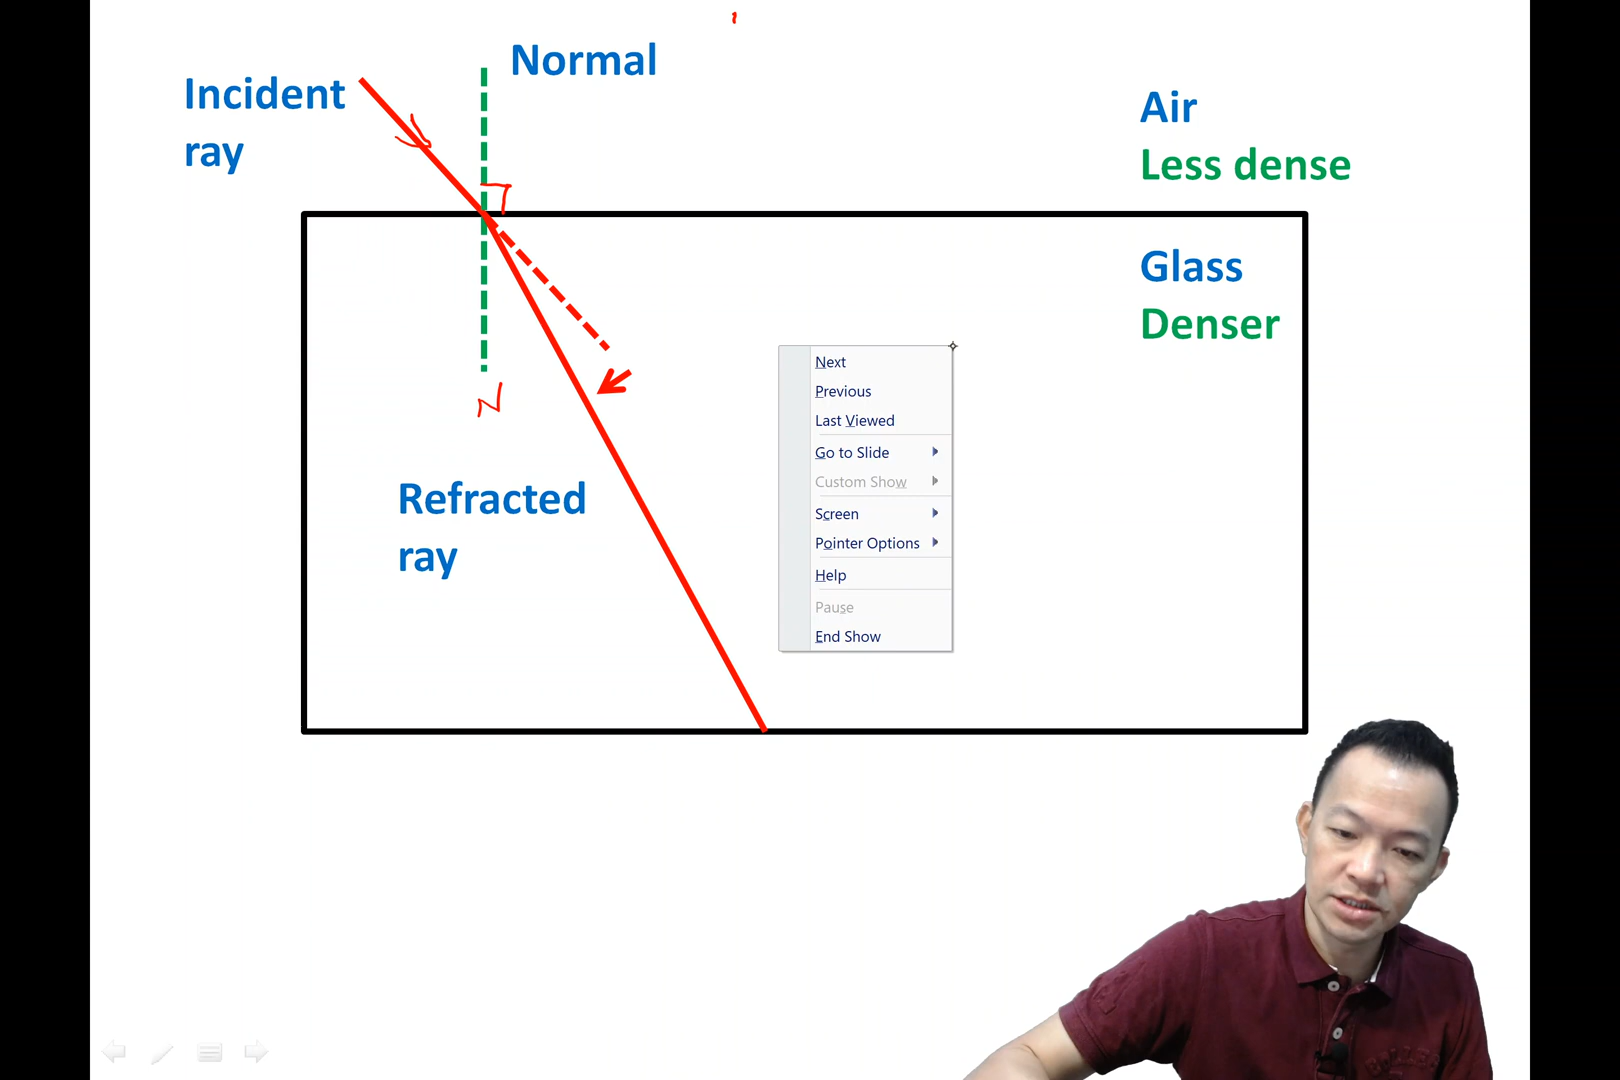 Normal
Incident
ray
Air
Less dense
Glass
Denser
N
Refracted
ray
Next
Previous
Last Viewed
Go to Slide
Custom Show
Screen
Pointer Options
Help
Pause
End Show